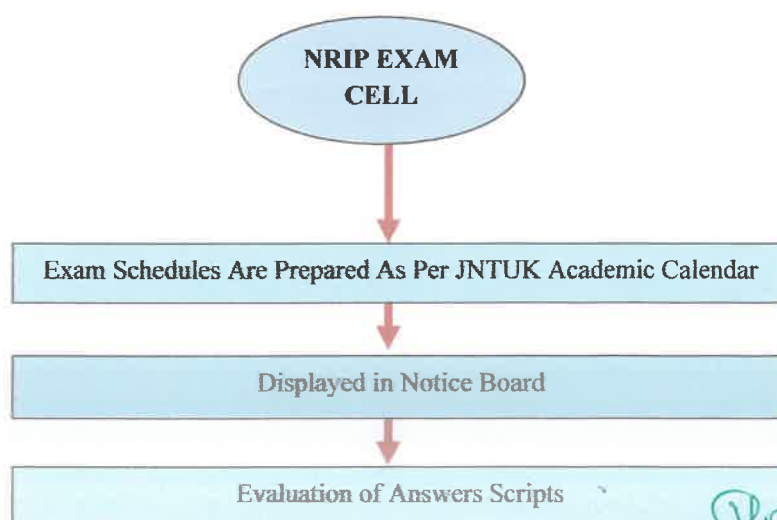 NRIP EXAM
CELL
Exam Schedules Are Prepared As Per JNTUK Academic Calendar
Displayed in Notice Board
Evaluation of Answers Scripts